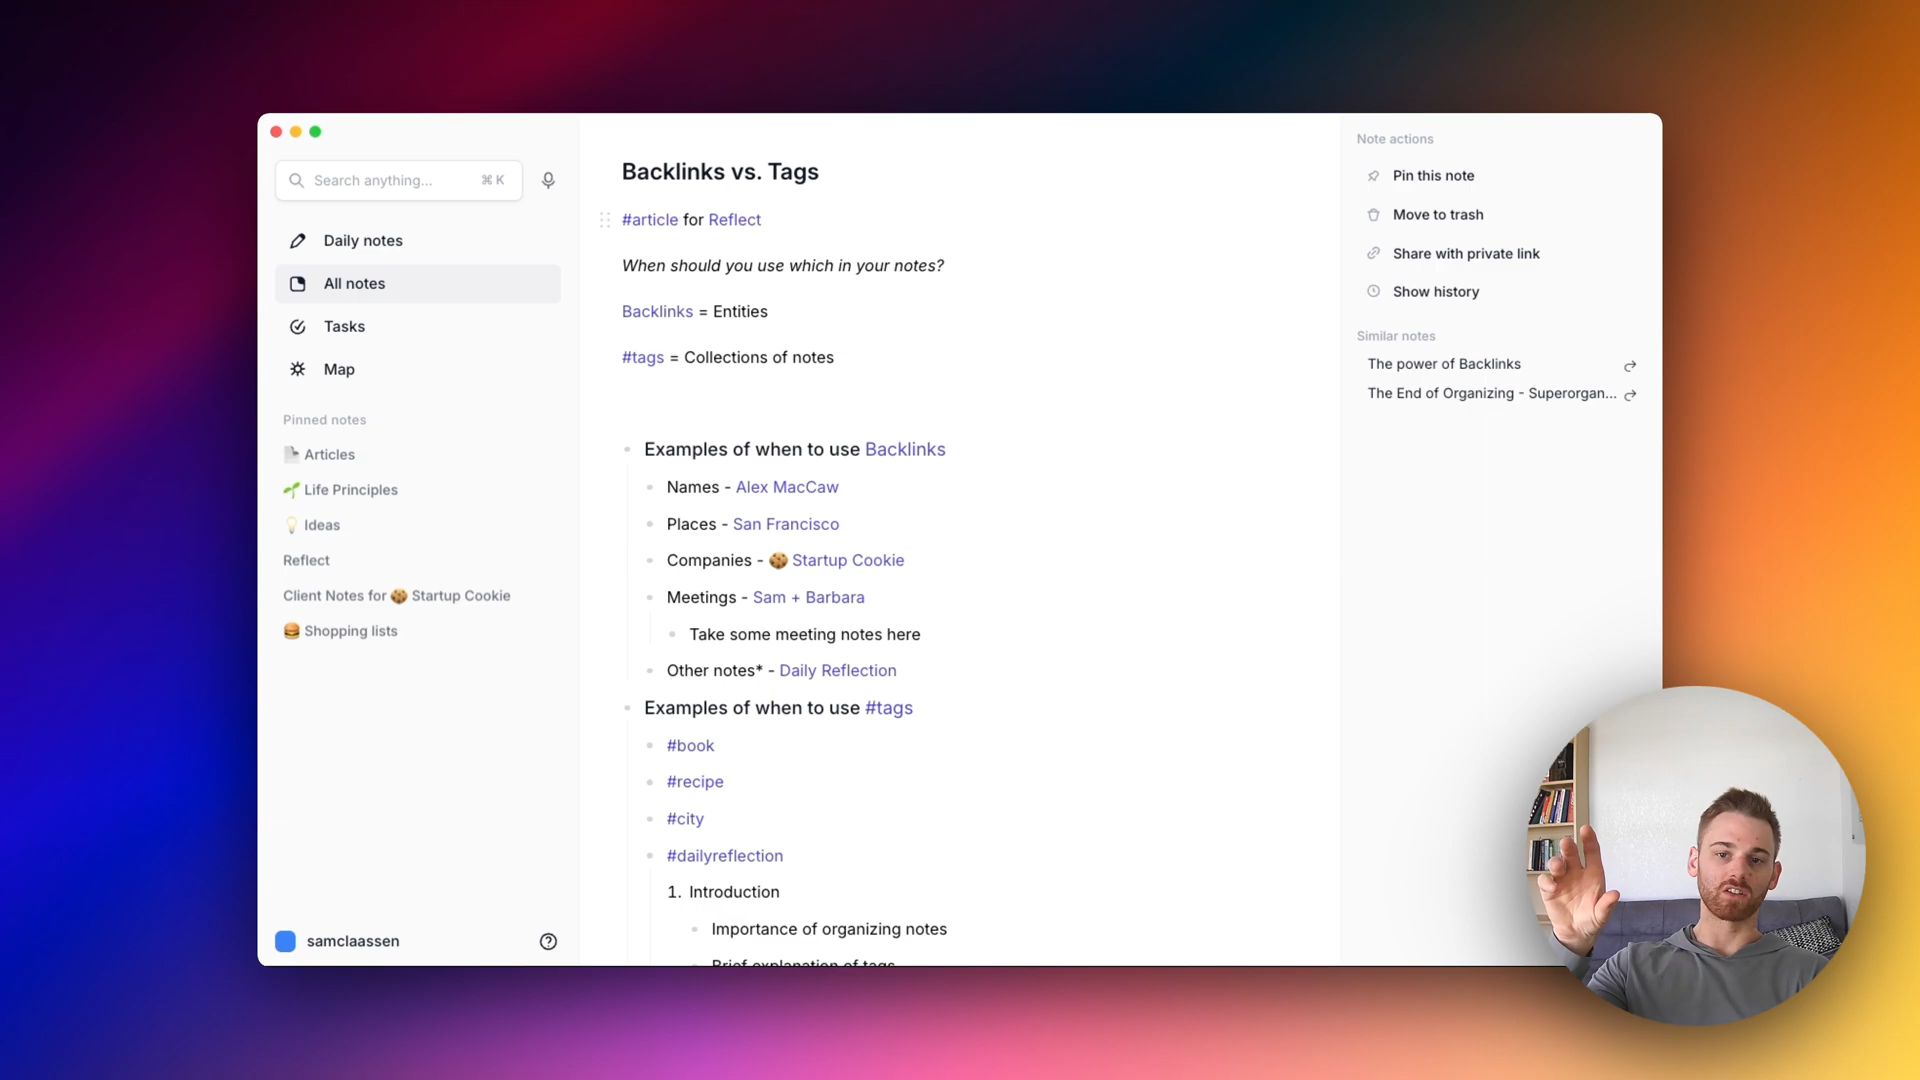 Search anything... ⌘ K
Daily notes
All notes
Tasks
Map
Pinned notes
Articles
Life Principles
Ideas
Reflect
Client Notes for 🍪 Startup Cookie
Shopping lists
samclaassen
Backlinks vs. Tags
#article for Reflect
When should you use which in your notes?
Backlinks = Entities
#tags = Collections of notes
Examples of when to use Backlinks
Names - Alex MacCaw
Places - San Francisco
Companies - 🍪 Startup Cookie
Meetings - Sam + Barbara
Take some meeting notes here
Other notes* - Daily Reflection
Examples of when to use #tags
#book
#recipe
#city
#dailyreflection
1. Introduction
Importance of organizing notes
Brief explanation of tags
Note actions
Pin this note
Move to trash
Share with private link
Show history
Similar notes
The power of Backlinks
The End of Organizing - Superorgan...